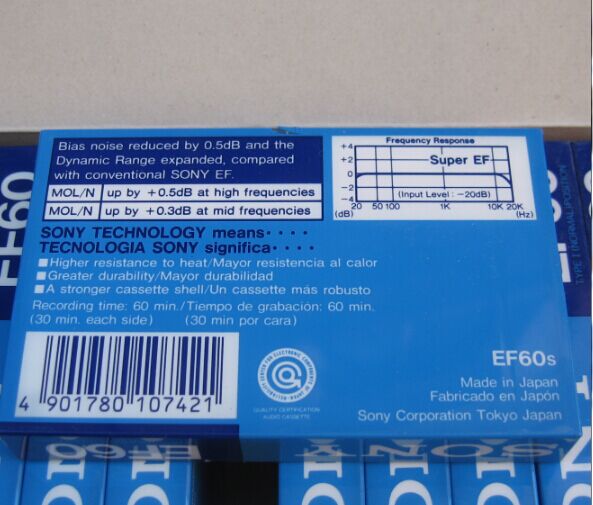 Bias noise reduced by 0.5dB and the
Dynamic Range expanded, compared
with conventional SONY EF.
MOL/N up by +0.5dB at high frequencies
MOL/N up by +0.3dB at mid frequencies
Frequency Response
+4
+2
0
−2
−4
(dB)
Super EF
(Input Level : −20dB)
20 50 100 1K 10K 20K
(Hz)
SONY TECHNOLOGY means・・・・
TECNOLOGIA SONY significa・・・・
■Higher resistance to heat/Mayor resistencia al calor
■Greater durability/Mayor durabilidad
■A stronger cassette shell/Un cassette más robusto
Recording time: 60 min./Tiempo de grabación: 60 min.
(30 min. each side) (30 min por cara)
4 901780 107421
QUALITY CERTIFICATION
AUDIO CASSETTE
EF60s
Made in Japan
Fabricado en Japón
Sony Corporation Tokyo Japan
EF60
TYPE I (NORMAL) POSITION
EF60
SONY